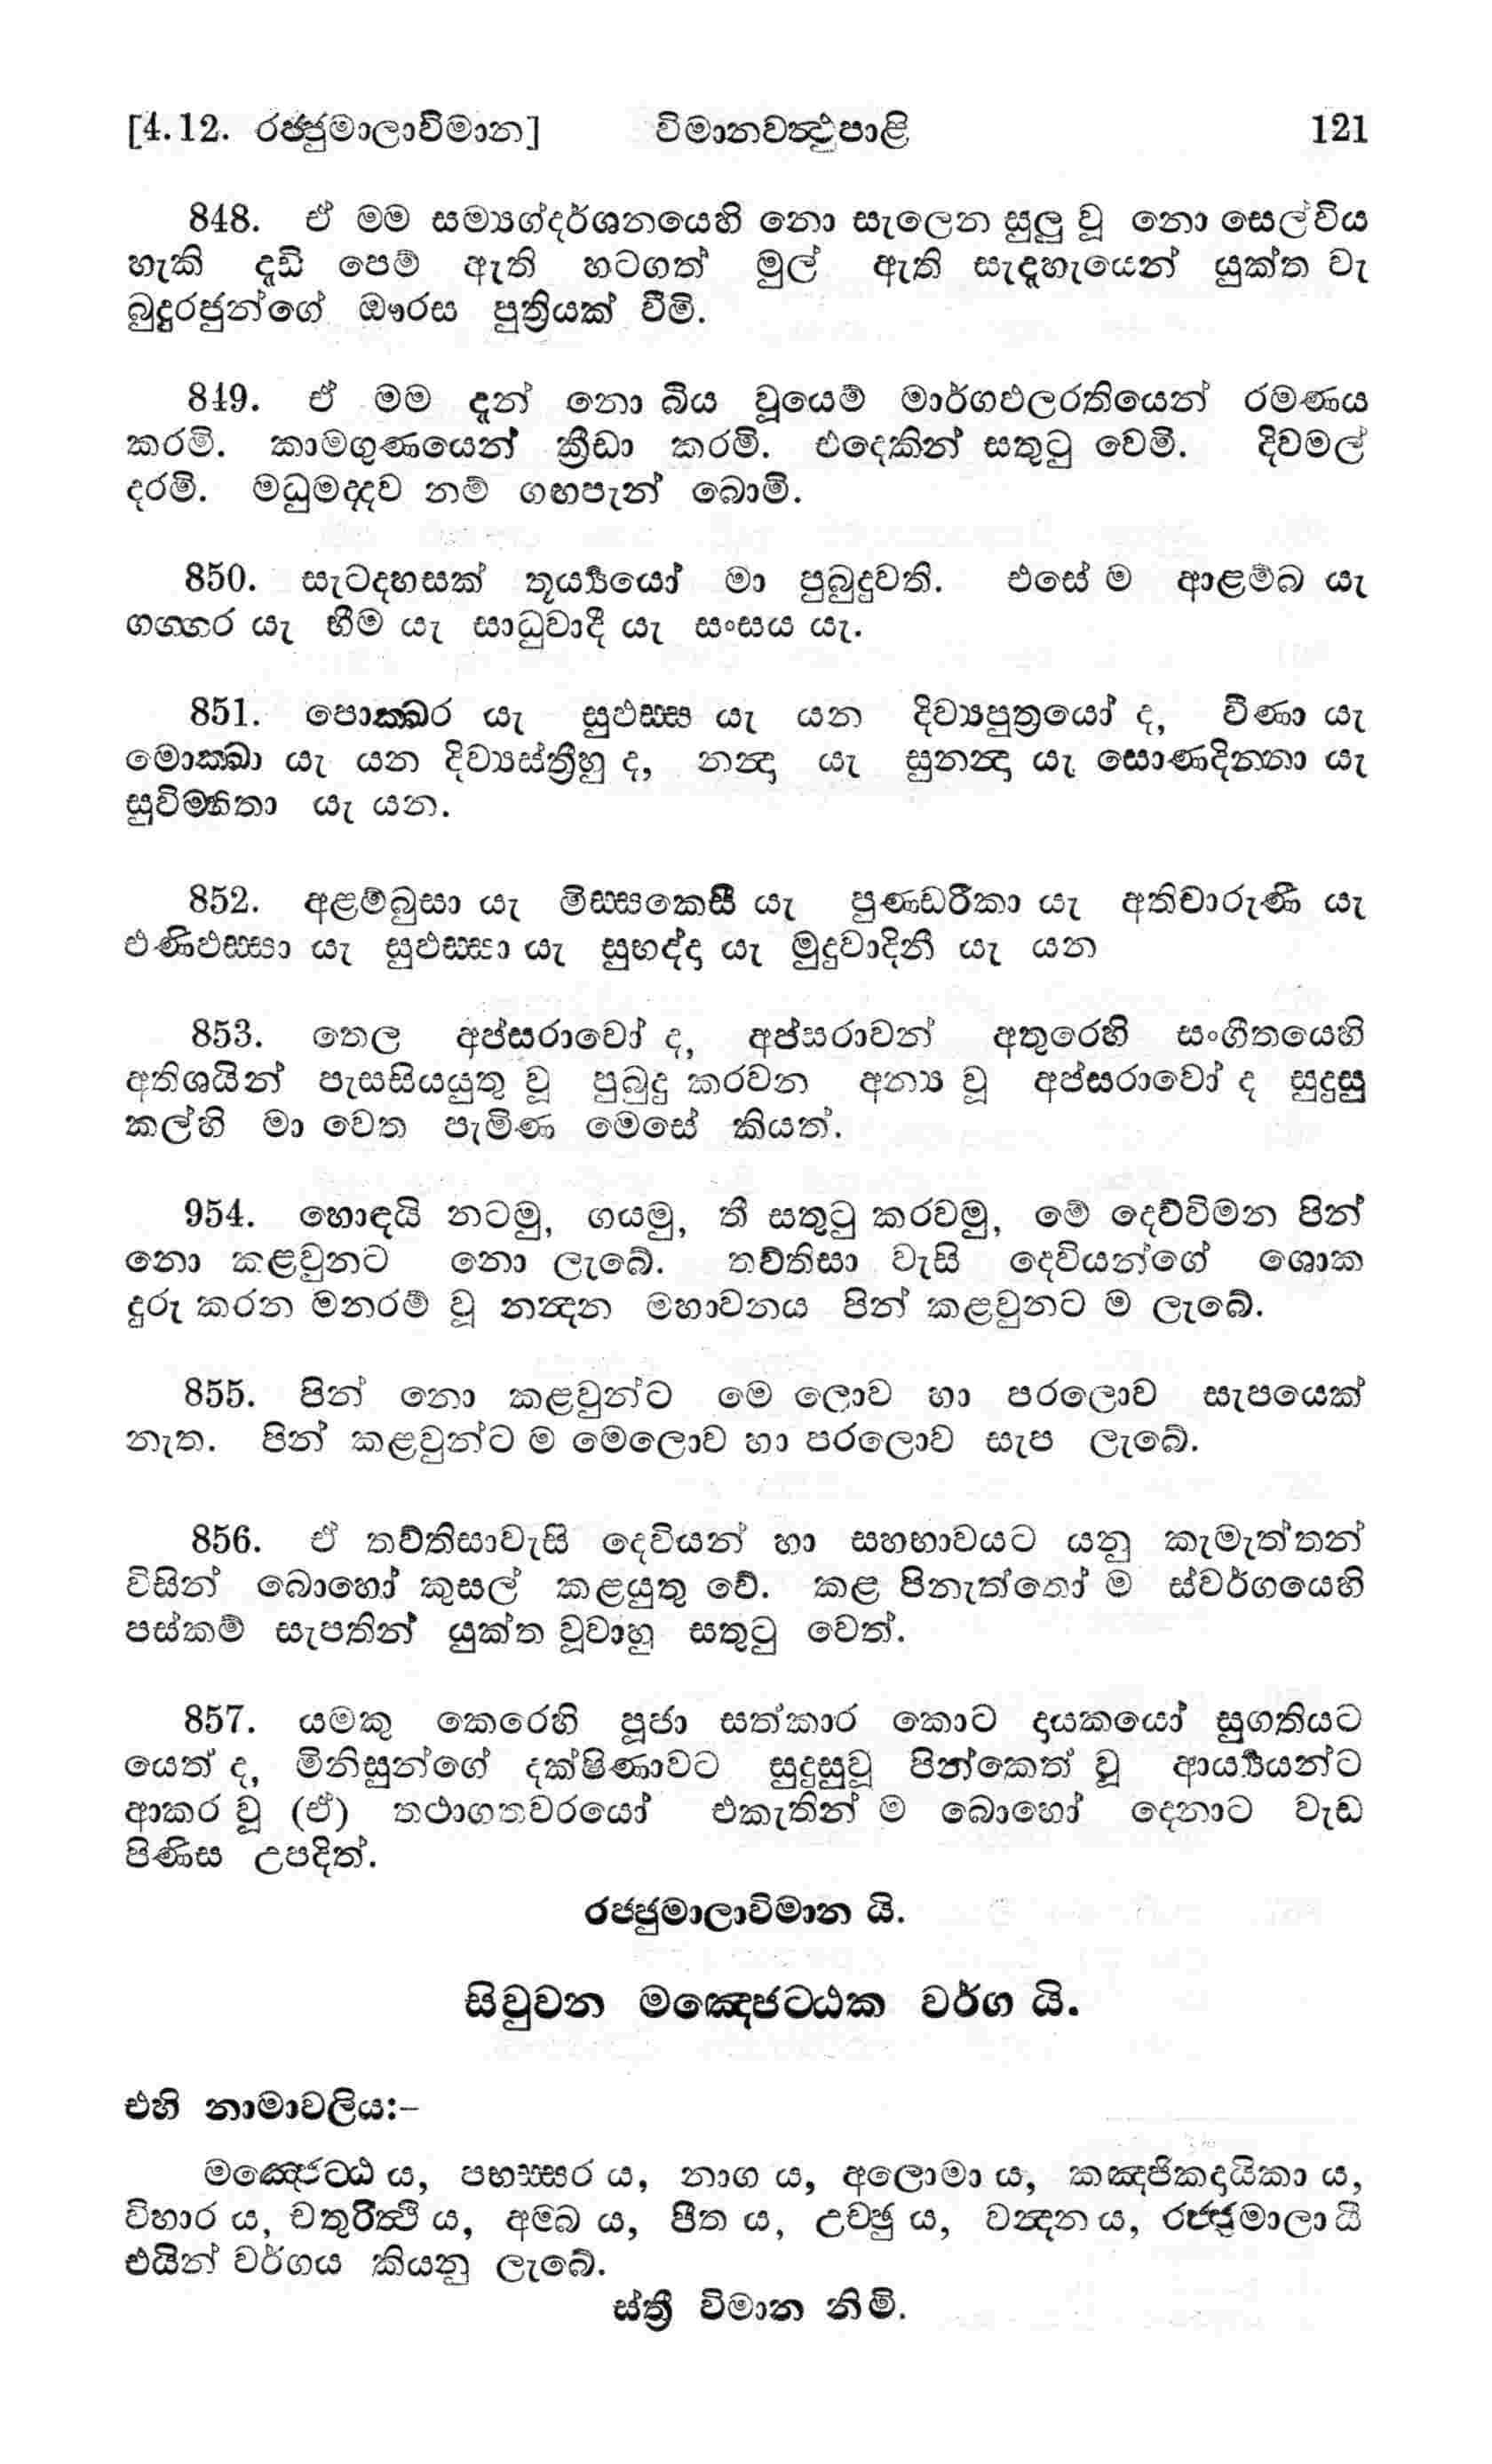 [4.12. රජ්ජුමාලාවිමාන] විමානවත්‍ථුපාළි 121
848. ඒ මම සම්‍යග්දර්ශනයෙහි නො සැලෙන සුලු වූ නො සෙල්විය
හැකි දැඩි පෙම් ඇති හටගත් මුල් ඇති සැදැහැයෙන් යුක්ත වැ
බුදුරජුන්ගේ ඖරස පුත්‍රියක් වීමි.
849. ඒ මම දැන් නො බිය වූයෙම් මාර්ගඵලරතියෙන් රමණය
කරමි. කාමගුණයෙන් ක්‍රීඩා කරමි. එදෙකින් සතුටු වෙමි. දිවමල්
දරමි. මධුමද්දව නම් ගඟපැන් බොමි.
850. සැටදහසක් තූර්‍ය්‍යයෝ මා පුබුදුවති. එසේ ම ආළම්බ යැ
ගග්ගර යැ භීම යැ සාධුවාදී යැ සංසය යැ.
851. පොක්ඛර යැ සුඵස්ස යැ යන දිව්‍යපුත්‍රයෝ ද, වීණා යැ
මොක්ඛා යැ යන දිව්‍යස්ත්‍රීහු ද, නන්‍දා යැ සුනන්‍දා යැ සොණදින්නා යැ
සුවිම්හිතා යැ යන.
852. අළම්බුසා යැ මිස්සකෙසී යැ පුණ්ඩරීකා යැ අතිචාරුණී යැ
එණිඵස්සා යැ සුඵස්සා යැ සුභද්දා යැ මුදුවාදිනී යැ යන
853. තෙල අප්සරාවෝ ද, අප්සරාවන් අතුරෙහි සංගීතයෙහි
අතිශයින් පැසසියයුතු වූ පුබුදු කරවන අන්‍ය වූ අප්සරාවෝ ද සුදුසු
කල්හි මා වෙත පැමිණ මෙසේ කියත්.
954. හොඳයි නටමු, ගයමු, තී සතුටු කරවමු, මේ දෙව්විමන පින්
නො කළවුනට නො ලැබේ. තව්තිසා වැසි දෙවියන්ගේ ශොක
දුරු කරන මනරම් වූ නන්‍දන මහාවනය පින් කළවුනට ම ලැබේ.
855. පින් නො කළවුන්ට මෙ ලොව හා පරලොව සැපයෙක්
නැත. පින් කළවුන්ට ම මෙලොව හා පරලොව සැප ලැබේ.
856. ඒ තව්තිසාවැසි දෙවියන් හා සහභාවයට යනු කැමැත්තන්
විසින් බොහෝ කුසල් කළයුතු වේ. කළ පිනැත්තෝ ම ස්වර්ගයෙහි
පස්කම් සැපතින් යුක්ත වූවාහු සතුටු වෙත්.
857. යමකු කෙරෙහි පූජා සත්කාර කොට දායකයෝ සුගතියට
යෙත් ද, මිනිසුන්ගේ දක්ෂිණාවට සුදුසුවූ පින්කෙත් වූ ආර්‍ය්‍යයන්ට
ආකර වූ (ඒ) තථාගතවරයෝ එකැතින් ම බොහෝ දෙනාට වැඩ
පිණිස උපදිත්.
රජ්ජුමාලාවිමාන යි.
සිවුවන මඤ්ජෙට්ඨක වර්ග යි.
එහි නාමාවලිය:–
මඤ්ජෙට්ඨ ය, පභස්සර ය, නාග ය, අලොමා ය, කඤ්ජිකදායිකා ය,
විහාර ය, චතුරිත්‍ථි ය, අම්බ ය, පීත ය, උච්ඡු ය, වන්‍දන ය, රජ්ජුමාලා යි
එයින් වර්ගය කියනු ලැබේ.
ස්ත්‍රී විමාන නිමි.